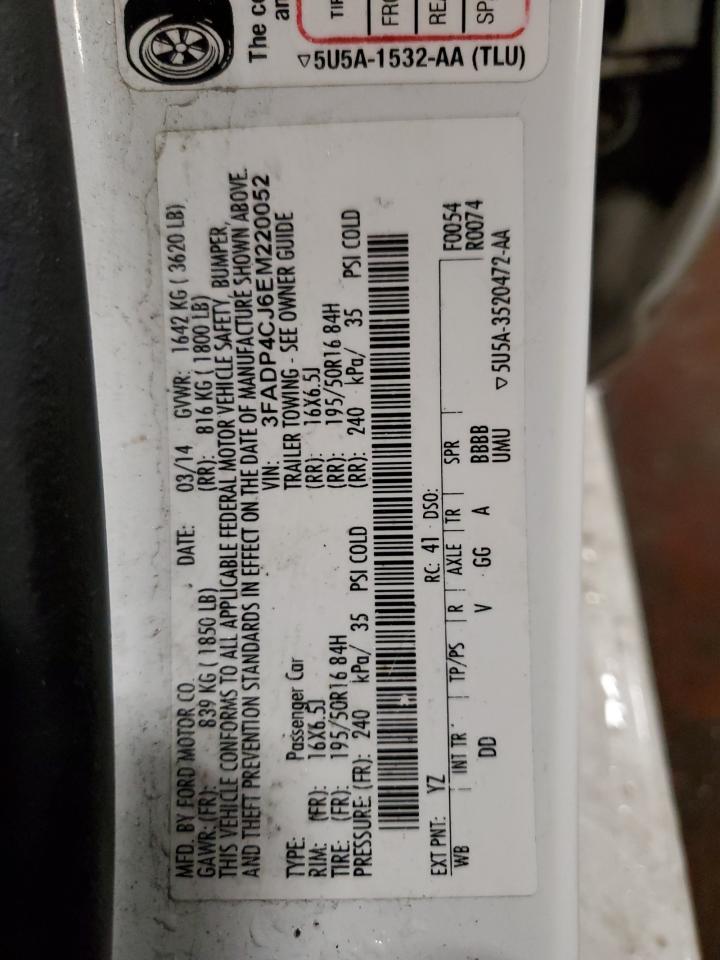 The co
an
TIR
FRO
REA
SPA
▽5U5A-1532-AA (TLU)
MFD. BY FORD MOTOR CO. DATE: 03/14 GVWR: 1642 KG ( 3620 LB)
GAWR: (FR): 839 KG ( 1850 LB) (RR): 816 KG ( 1800 LB)
THIS VEHICLE CONFORMS TO ALL APPLICABLE FEDERAL MOTOR VEHICLE SAFETY, BUMPER,
AND THEFT PREVENTION STANDARDS IN EFFECT ON THE DATE OF MANUFACTURE SHOWN ABOVE.
VIN: 3FADP4CJ6EM220052
TYPE: Passenger Car TRAILER TOWING - SEE OWNER GUIDE
RIM: (FR): 16X6.5J (RR): 16X6.5J
TIRE: (FR): 195/50R16 84H (RR): 195/50R16 84H
PRESSURE: (FR): 240 kPa/ 35 PSI COLD (RR): 240 kPa/ 35 PSI COLD
EXT PNT: YZ RC: 41 DSO: F0054
WB INT TR TP/PS R AXLE TR SPR R0074
DD V GG A BBBB
UMU ▽5U5A-3520472-AA